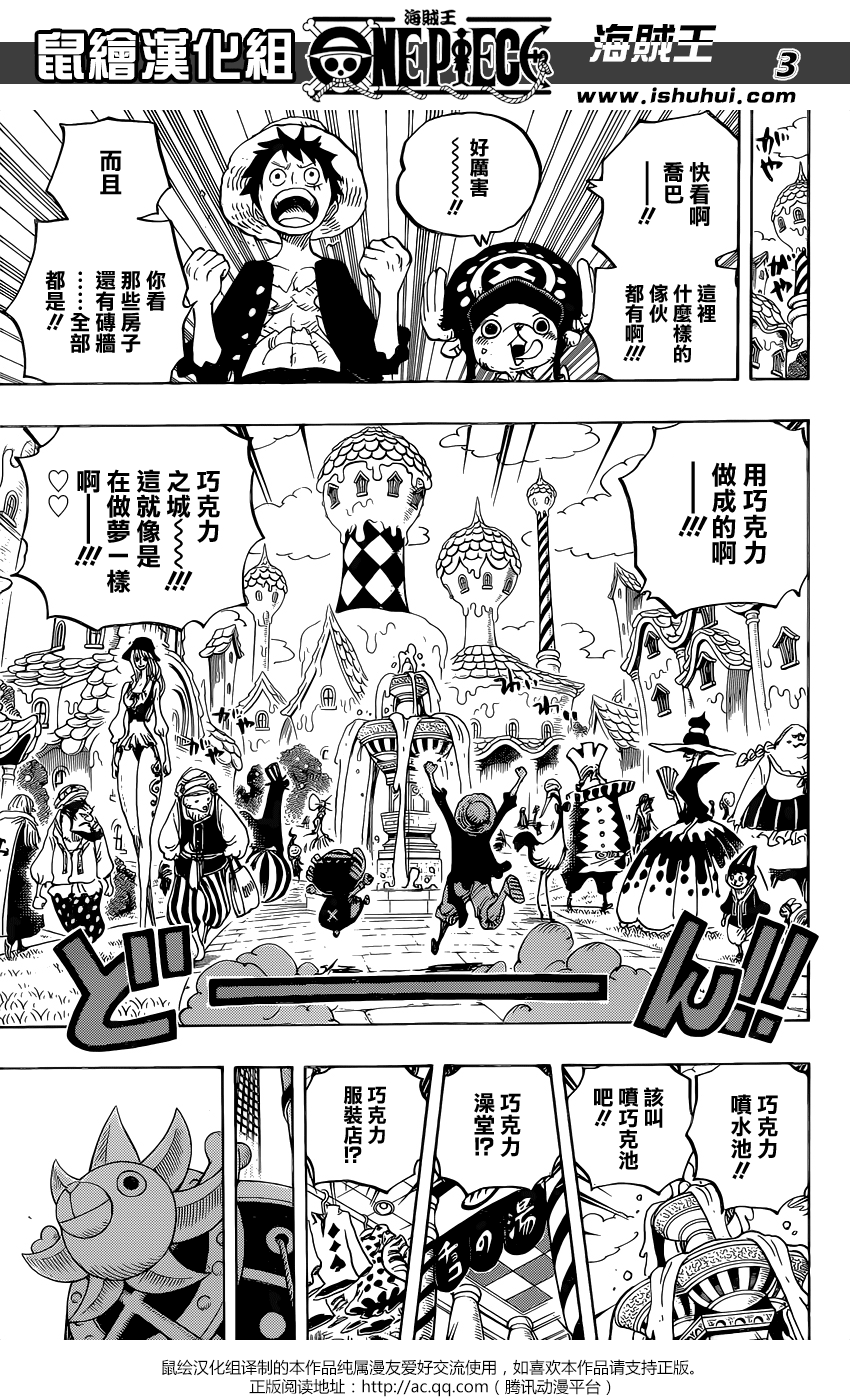 鼠繪漢化組
海賊王
ONE PIECE
海賊王
www.ishuhui.com
3
快看啊
喬巴
——!!
這裡
什麼樣的
傢伙
都有啊!!!
好厲害
~~~!!
而且
你看
那些房子
還有磚牆
……全部
都是!!
用巧克力
做成的啊
——!!!
巧克力
之城~~~!!!
這就像是
在做夢一樣
啊——!!!
♡♡
ど
ー
ん!!
巧克力
噴水池!!
該叫
噴巧克池
吧!!
巧克力
澡堂!?
の湯
巧克力
服裝店!?
鼠绘汉化组译制的本作品纯属漫友爱好交流使用，如喜欢本作品请支持正版。
正版阅读地址：http://ac.qq.com（腾讯动漫平台）